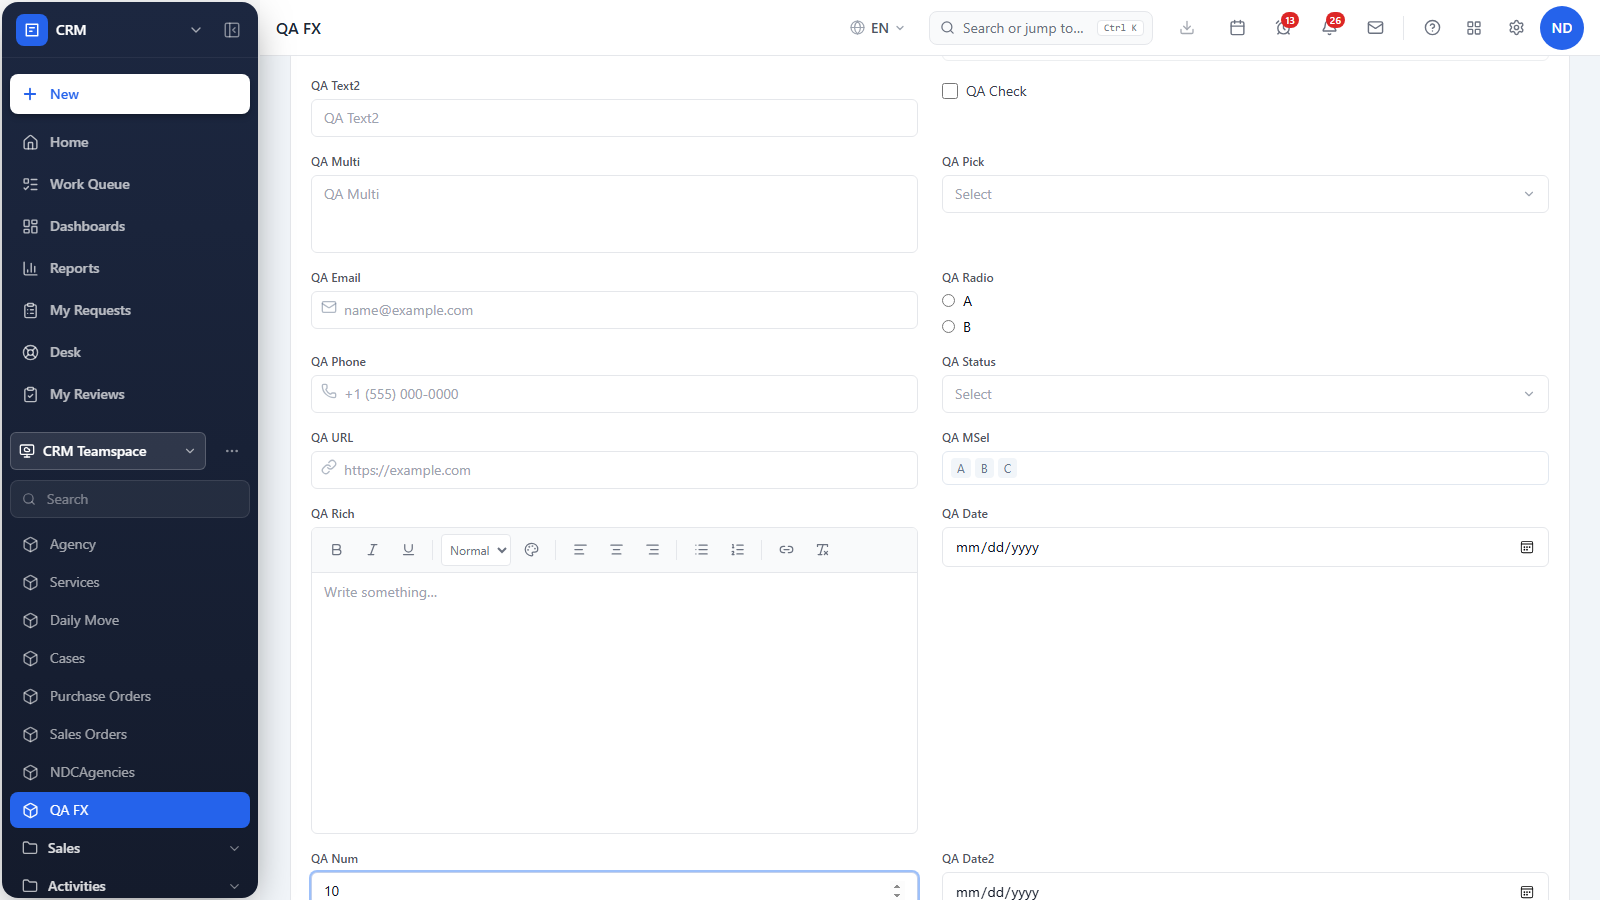 CRM
New
Home
Work Queue
Dashboards
Reports
My Requests
Desk
My Reviews
CRM Teamspace
Search
Agency
Services
Daily Move
Cases
Purchase Orders
Sales Orders
NDCAgencies
QA FX
Sales
Activities
QA FX
EN
Search or jump to...
Ctrl K
13
26
ND
QA Text2
QA Text2
QA Check
QA Multi
QA Multi
QA Pick
Select
QA Email
name@example.com
QA Radio
A
B
QA Phone
+1 (555) 000-0000
QA Status
Select
QA URL
https://example.com
QA MSel
A B C
QA Rich
B I U Normal
Write something...
QA Date
mm/dd/yyyy
QA Num
10
QA Date2
mm/dd/yyyy